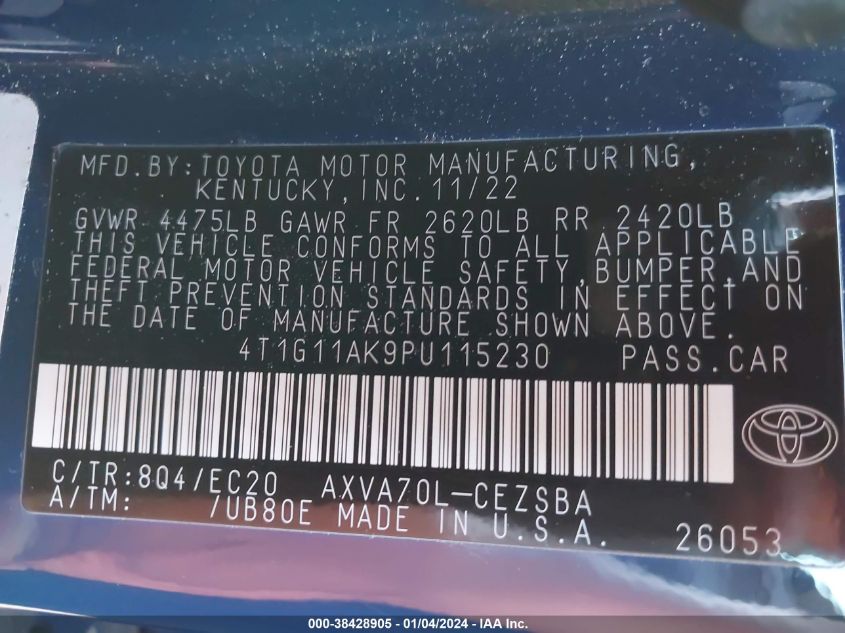 MFD.BY:TOYOTA MOTOR MANUFACTURING,
KENTUCKY,INC.11/22
GVWR 4475LB GAWR FR 2620LB RR 2420LB
THIS VEHICLE CONFORMS TO ALL APPLICABLE
FEDERAL MOTOR VEHICLE SAFETY,BUMPER,AND
THEFT PREVENTION STANDARDS IN EFFECT ON
THE DATE OF MANUFACTURE SHOWN ABOVE.
4T1G11AK9PU115230 PASS.CAR
C/TR:8Q4/EC20 AXVA70L-CEZSBA
A/TM: /UB80E MADE IN U.S.A. 26053
000-38428905 - 01/04/2024 - IAA Inc.